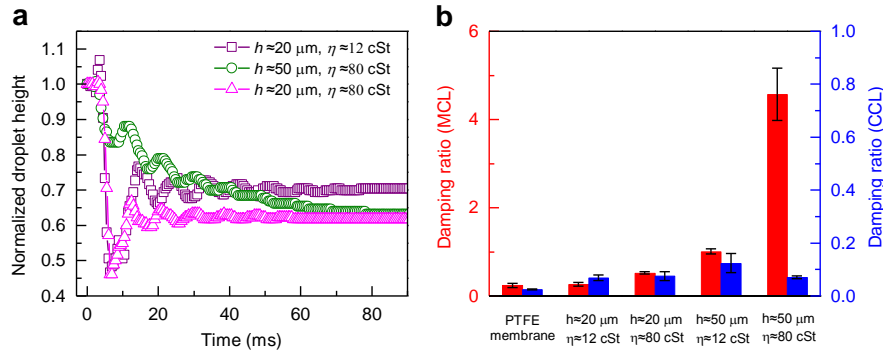 a
1.1
1.0
0.9
0.8
0.7
0.6
0.5
0.4
0
20
40
60
80
Time (ms)
Normalized droplet height
h ≈20 μm, η ≈12 cSt
h ≈50 μm, η ≈80 cSt
h ≈20 μm, η ≈80 cSt
b
6
4
2
0
Damping ratio (MCL)
1.0
0.8
0.6
0.4
0.2
0.0
Damping ratio (CCL)
PTFE
membrane
h≈20 μm
η≈12 cSt
h≈20 μm
η≈80 cSt
h≈50 μm
η≈12 cSt
h≈50 μm
η≈80 cSt